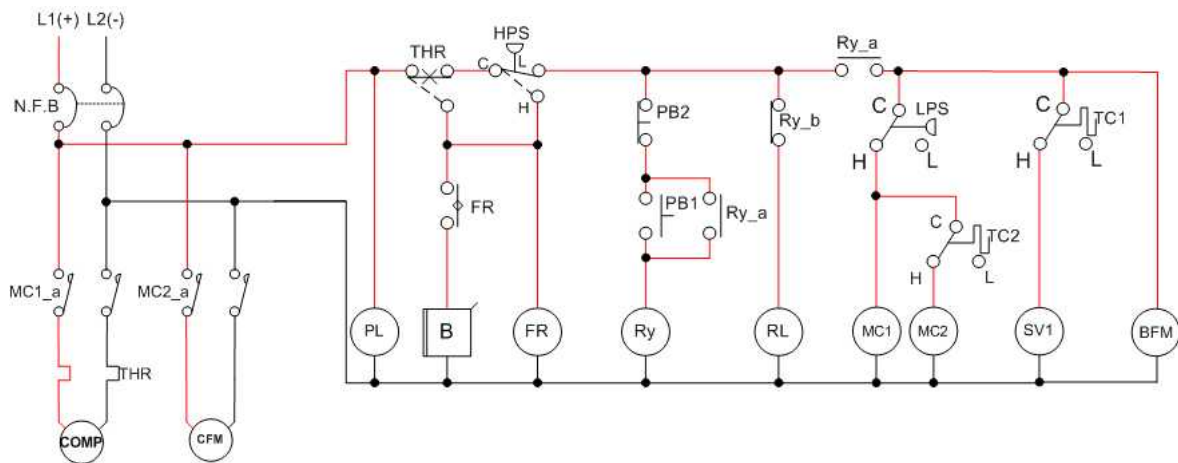 L1(+) L2(-)
N.F.B
THR
HPS
C
L
H
Ry_a
PB2
Ry_b
C
LPS
H
L
C
TC1
H
L
FR
PB1
Ry_a
C
TC2
H
L
MC1_a
MC2_a
PL
B
FR
Ry
RL
MC1
MC2
SV1
BFM
THR
COMP
CFM